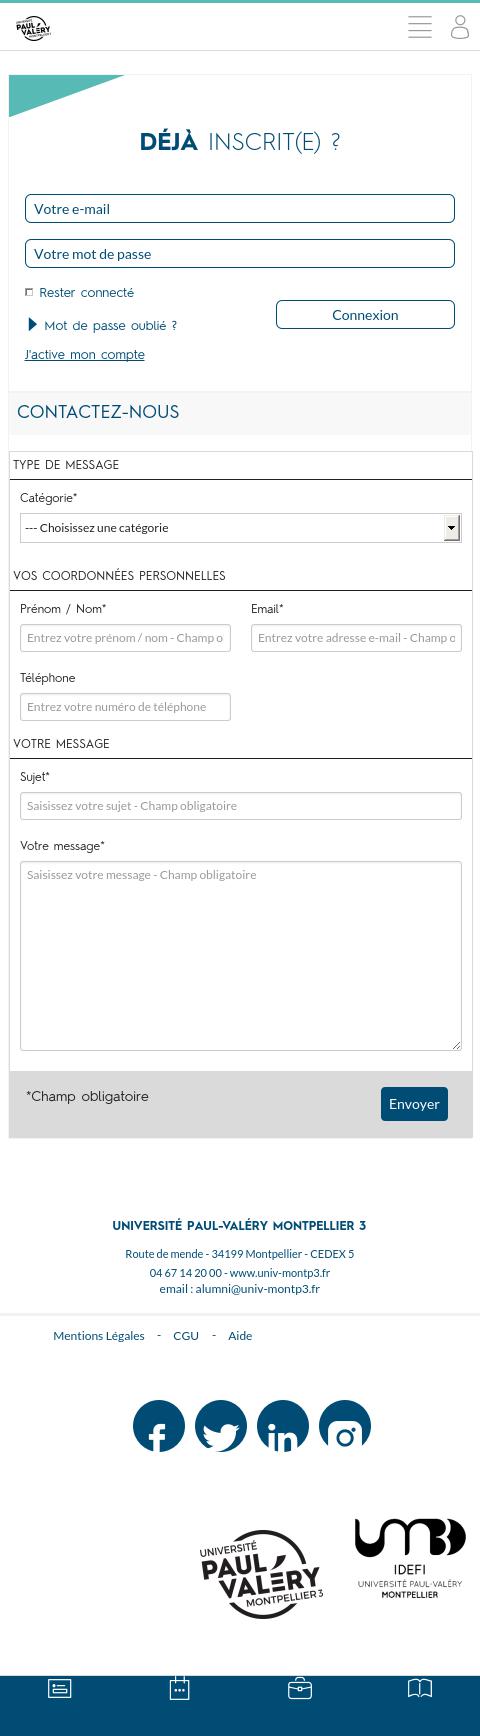 UNIVERSITÉ
PAUL
VALÉRY
DÉJÀ INSCRIT(E) ?
Votre e-mail
Votre mot de passe
Rester connecté
Mot de passe oublié ?
Connexion
J'active mon compte
CONTACTEZ-NOUS
TYPE DE MESSAGE
Catégorie*
--- Choisissez une catégorie
VOS COORDONNÉES PERSONNELLES
Prénom / Nom* Email*
Entrez votre prénom / nom - Champ o Entrez votre adresse e-mail - Champ o
Téléphone
Entrez votre numéro de téléphone
VOTRE MESSAGE
Sujet*
Saisissez votre sujet - Champ obligatoire
Votre message*
Saisissez votre message - Champ obligatoire
*Champ obligatoire
Envoyer
UNIVERSITÉ PAUL-VALÉRY MONTPELLIER 3
Route de mende - 34199 Montpellier - CEDEX 5
04 67 14 20 00 - www.univ-montp3.fr
email : alumni@univ-montp3.fr
Mentions Légales - CGU - Aide
UNIVERSITÉ
PAUL
VALÉRY
MONTPELLIER 3
UM3
IDEFI
UNIVERSITÉ PAUL-VALÉRY
MONTPELLIER